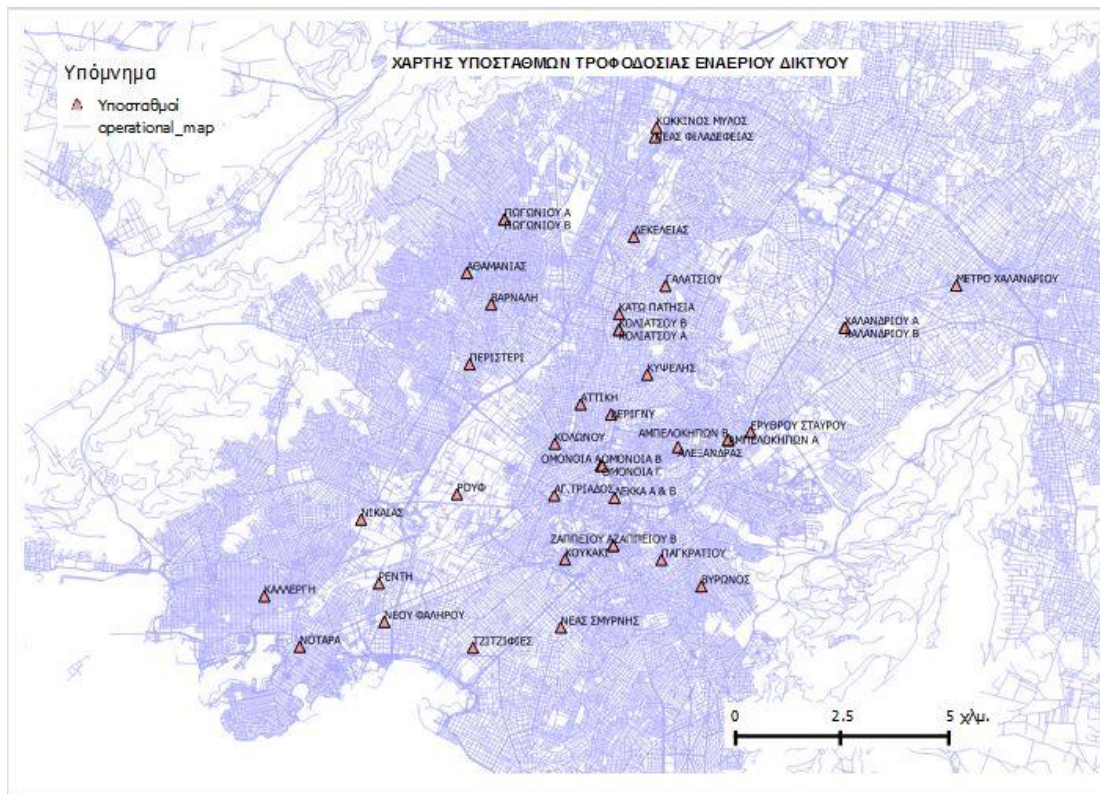 ΧΑΡΤΗΣ ΥΠΟΣΤΑΘΜΩΝ ΤΡΟΦΟΔΟΣΙΑΣ ΕΝΑΕΡΙΟΥ ΔΙΚΤΥΟΥ
Υπόμνημα
Υποσταθμοί
operational_map
ΚΟΚΚΙΝΟΣ ΜΥΛΟΣ
ΝΕΑΣ ΦΙΛΑΔΕΦΕΙΑΣ
ΠΩΓΩΝΙΟΥ Α
ΠΩΓΩΝΙΟΥ Β
ΔΕΚΕΛΕΙΑΣ
ΑΘΑΜΑΝΙΑΣ
ΓΑΛΑΤΣΙΟΥ
ΜΕΤΡΟ ΧΑΛΑΝΔΡΙΟΥ
ΒΑΡΝΑΛΗ
ΚΑΤΩ ΠΑΤΗΣΙΑ
ΚΟΛΙΑΤΣΟΥ Β
ΚΟΛΙΑΤΣΟΥ Α
ΧΑΛΑΝΔΡΙΟΥ Α
ΧΑΛΑΝΔΡΙΟΥ Β
ΠΕΡΙΣΤΕΡΙ
ΚΥΨΕΛΗΣ
ΑΤΤΙΚΗ
ΔΕΡΙΓΝΥ
ΕΡΥΘΡΟΥ ΣΤΑΥΡΟΥ
ΑΜΠΕΛΟΚΗΠΩΝ Β
ΑΜΠΕΛΟΚΗΠΩΝ Α
ΚΟΛΩΝΟΥ
ΑΛΕΞΑΝΔΡΑΣ
ΟΜΟΝΟΙΑ Α ΟΜΟΝΟΙΑ Β
ΟΜΟΝΟΙΑ Γ
ΡΟΥΦ
ΑΓ.ΤΡΙΑΔΟΣ
ΛΕΚΚΑ Α & Β
ΝΙΚΑΙΑΣ
ΖΑΠΠΕΙΟΥ Α ΖΑΠΠΕΙΟΥ Β
ΚΟΥΚΑΚΙ
ΠΑΓΚΡΑΤΙΟΥ
ΡΕΝΤΗ
ΒΥΡΩΝΟΣ
ΚΑΛΛΕΡΓΗ
ΝΕΟΥ ΦΑΛΗΡΟΥ
ΝΕΑΣ ΣΜΥΡΝΗΣ
ΝΟΤΑΡΑ
ΤΖΙΤΖΙΦΙΕΣ
0 2.5 5 χλμ.